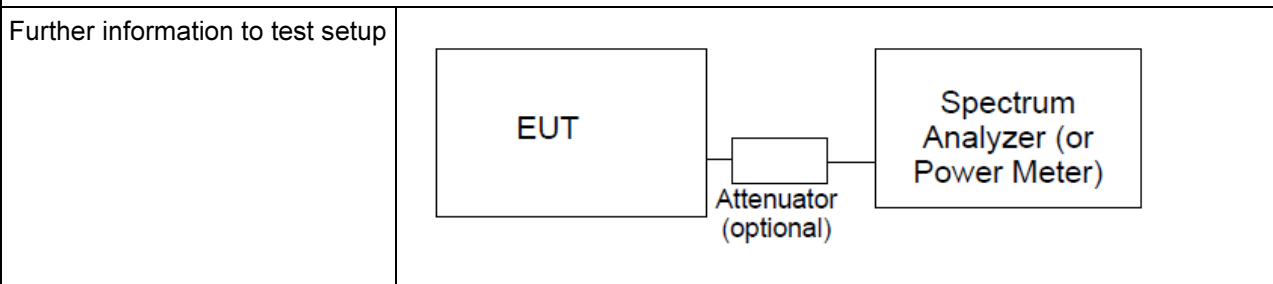 Further information to test setup
EUT
Attenuator
(optional)
Spectrum
Analyzer (or
Power Meter)